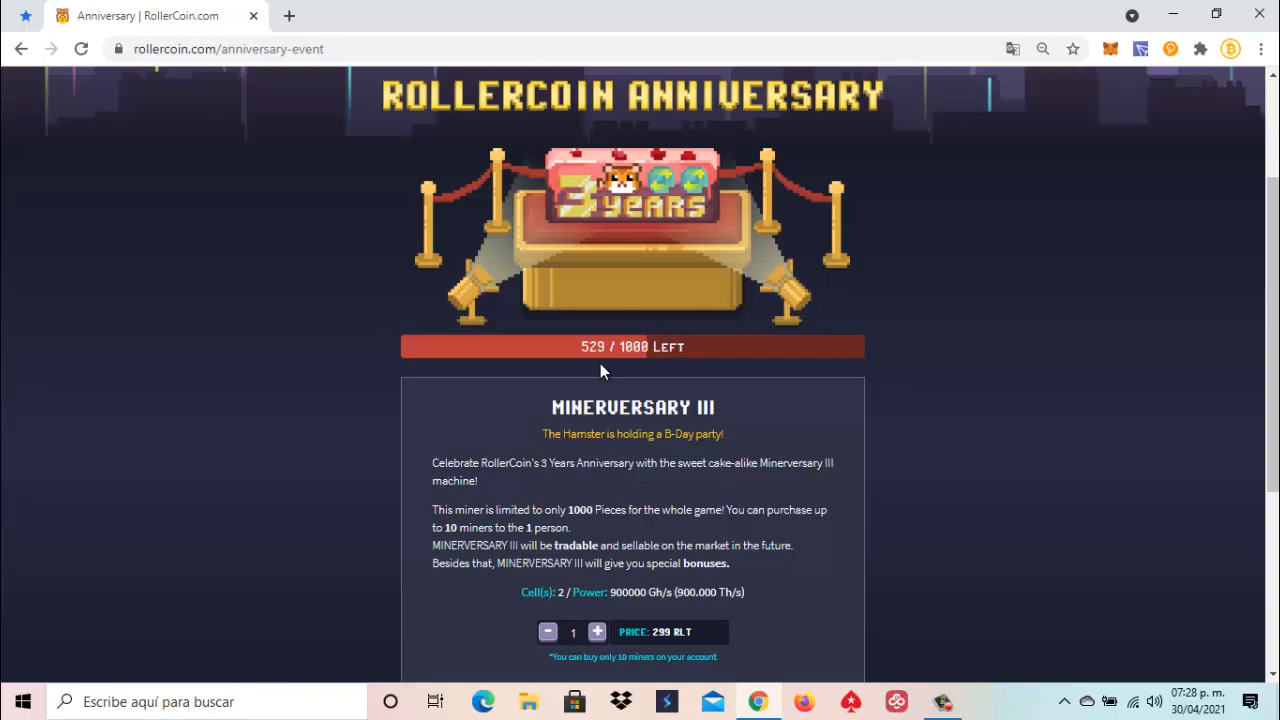 Anniversary | RollerCoin.com
rollercoin.com/anniversary-event
ROLLERCOIN ANNIVERSARY
3 YEARS
529 / 1000 Left
MINERVERSARY III
The Hamster is holding a B-Day party!
Celebrate RollerCoin's 3 Years Anniversary with the sweet cake-alike Minerversary III
machine!
This miner is limited to only 1000 Pieces for the whole game! You can purchase up
to 10 miners to the 1 person.
MINERVERSARY III will be tradable and sellable on the market in the future.
Besides that, MINERVERSARY III will give you special bonuses.
Cell(s): 2 / Power: 900000 Gh/s (900.000 Th/s)
- 1 + PRICE: 299 RLT
*You can buy only 10 miners on your account
Escribe aquí para buscar
07:28 p. m.
30/04/2021